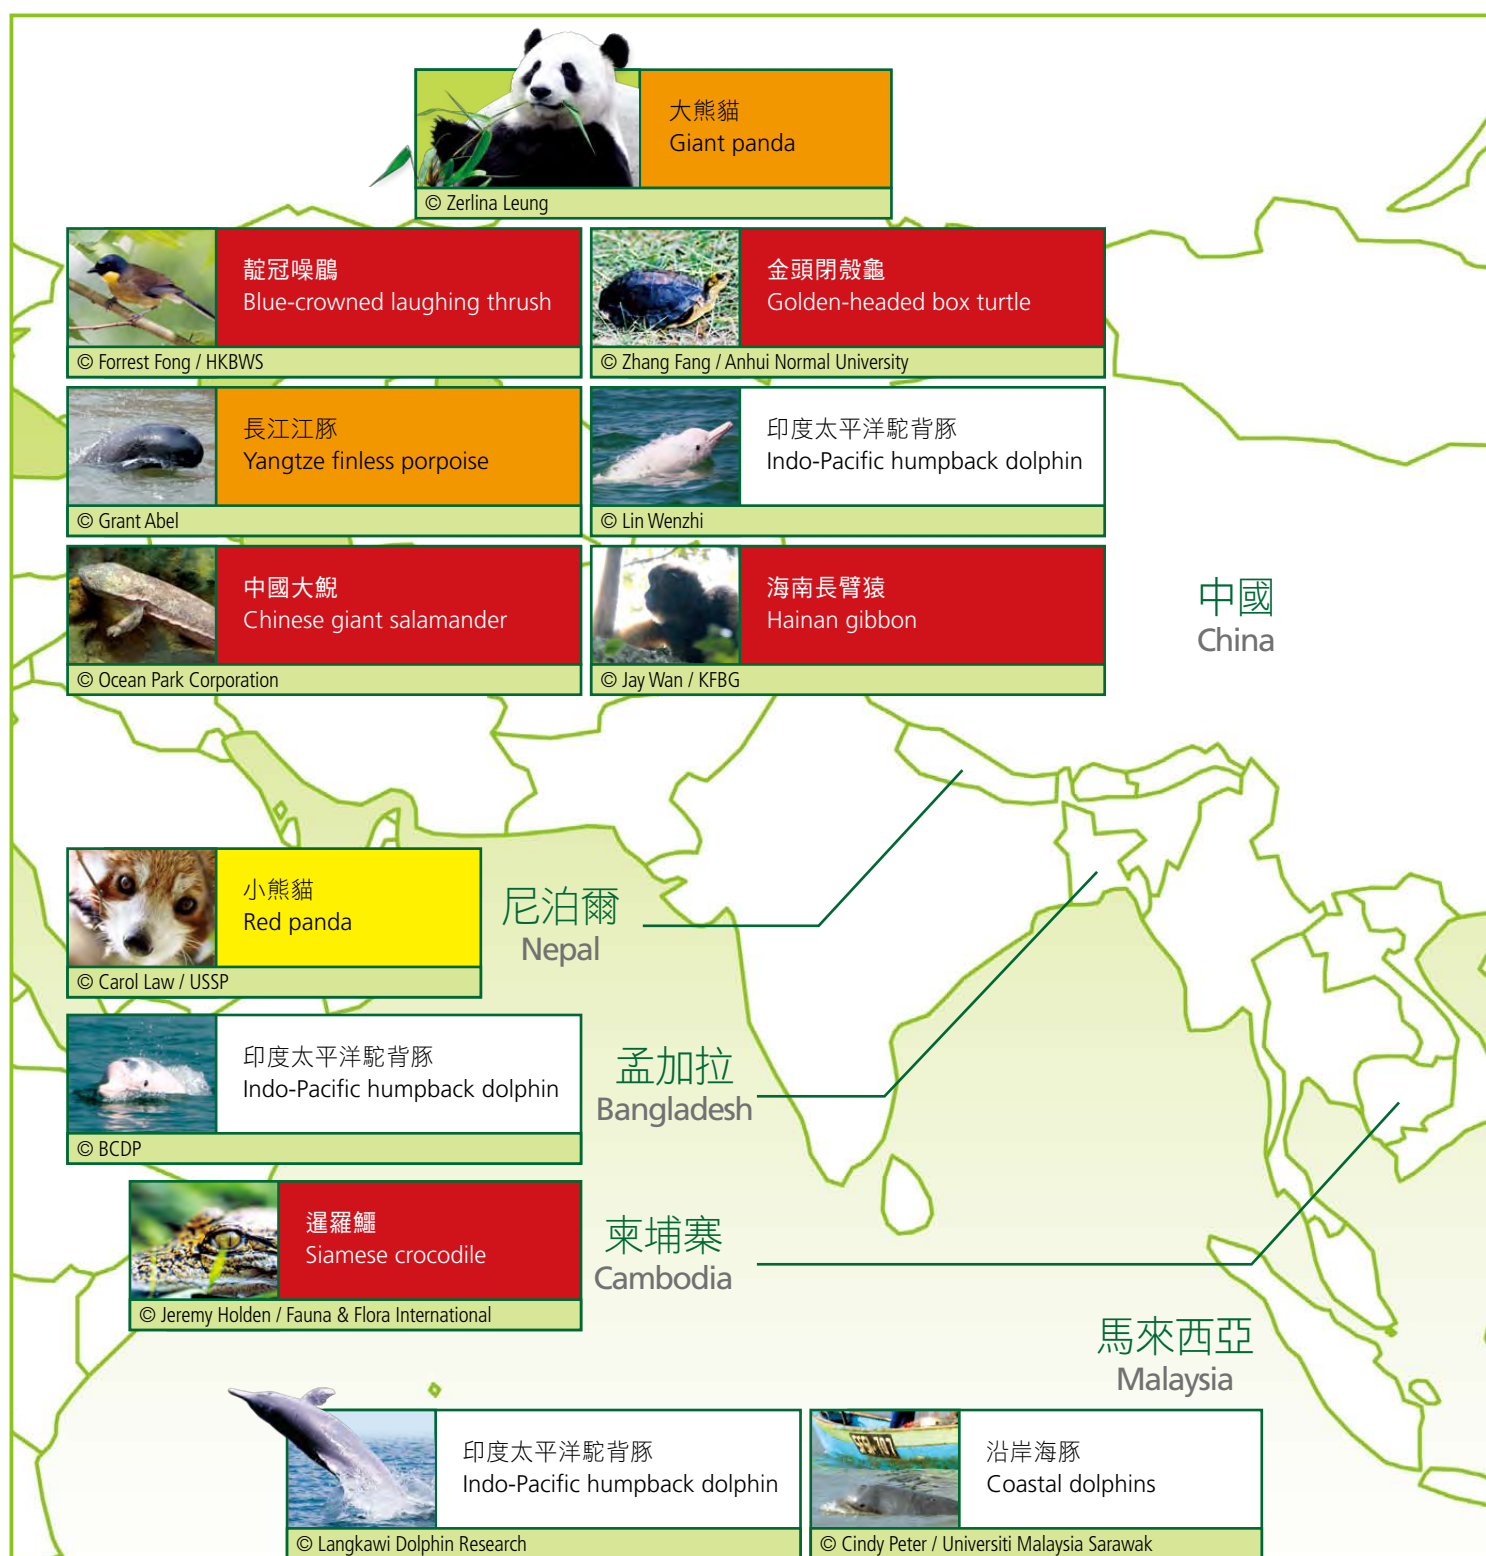 大熊貓
Giant panda
© Zerlina Leung
靛冠噪鶥
Blue-crowned laughing thrush
© Forrest Fong / HKBWS
金頭閉殼龜
Golden-headed box turtle
© Zhang Fang / Anhui Normal University
長江江豚
Yangtze finless porpoise
© Grant Abel
印度太平洋駝背豚
Indo-Pacific humpback dolphin
© Lin Wenzhi
中國大鯢
Chinese giant salamander
© Ocean Park Corporation
海南長臂猿
Hainan gibbon
© Jay Wan / KFBG
中國
China
小熊貓
Red panda
© Carol Law / USSP
尼泊爾
Nepal
印度太平洋駝背豚
Indo-Pacific humpback dolphin
© BCDP
孟加拉
Bangladesh
暹羅鱷
Siamese crocodile
© Jeremy Holden / Fauna & Flora International
柬埔寨
Cambodia
馬來西亞
Malaysia
印度太平洋駝背豚
Indo-Pacific humpback dolphin
© Langkawi Dolphin Research
沿岸海豚
Coastal dolphins
© Cindy Peter / Universiti Malaysia Sarawak